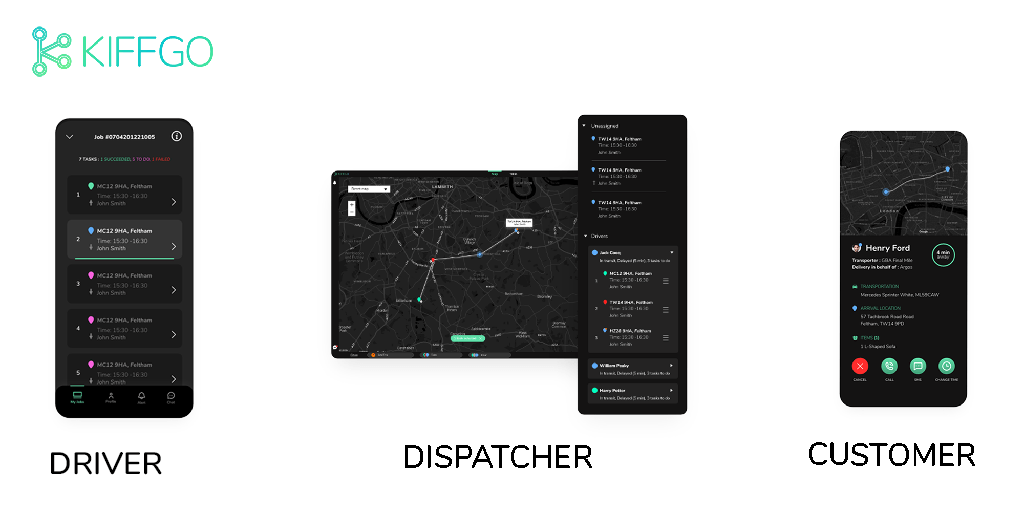 KIFFGO
Job #0704201221005
7 TASKS: 1 SUCCEEDED, 5 TO DO, 1 FAILED
1
MC12 9HA, Feltham
Time: 15:30 -16:30
John Smith
2
MC12 9HA, Feltham
Time: 15:30 -16:30
John Smith
3
MC12 9HA, Feltham
Time: 15:30 -16:30
John Smith
4
MC12 9HA, Feltham
Time: 15:30 -16:30
John Smith
5
MC12 9HA, Feltham
Time: 15:30 -16:30
John Smith
My Jobs
Profile
Chat
DRIVER
LAMBETH
Unassigned
TW14 9HA, Feltham
Time: 15:30 -16:30
John Smith
TW14 9HA, Feltham
Time: 15:30 -16:30
John Smith
TW14 9HA, Feltham
Time: 15:30 -16:30
John Smith
Drivers
In transit, Delayed (5 min), 3 tasks to do
1
MC12 9HA, Feltham
Time: 15:30 -16:30
John Smith
2
TW14 9HA, Feltham
Time: 15:30 -16:30
John Smith
3
HZ28 9HA, Feltham
Time: 15:30 -16:30
John Smith
William Peaky
In transit, Delayed (5 min), 3 tasks to do
Harry Potter
In transit, Delayed (5 min), 3 tasks to do
DISPATCHER
Google
Henry Ford
Transporter : GBA Final Mile
Delivery in behalf of : Argos
8 min
away
TRANSPORTATION
Mercedes Sprinter White, ML59CAW
ARRIVAL LOCATION
57 Tachbrook Road Road
Feltham, TW14 9PD
ITEMS (1)
1 L-Shaped Sofa
CANCEL
CALL
SMS
CHANGE TIME
CUSTOMER